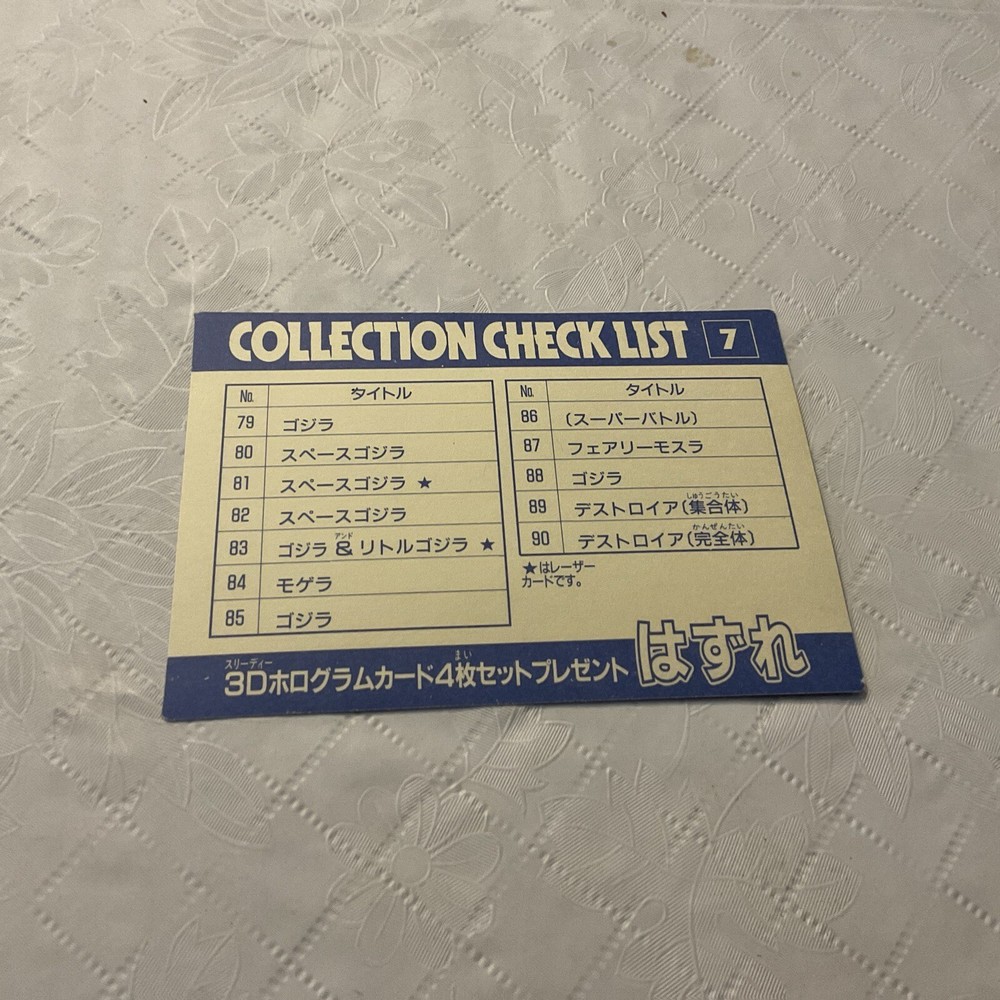 COLLECTION CHECK LIST 7
No. タイトル
79 ゴジラ
80 スペースゴジラ
81 スペースゴジラ ★
82 スペースゴジラ
アンド
83 ゴジラ & リトルゴジラ ★
84 モゲラ
85 ゴジラ
No. タイトル
86 (スーパーバトル)
87 フェアリーモスラ
88 ゴジラ
しゅうごうたい
89 デストロイア(集合体)
かんぜんたい
90 デストロイア(完全体)
★はレーザー
カードです。
スリーディー まい
3Dホログラムカード4枚セットプレゼント はずれ